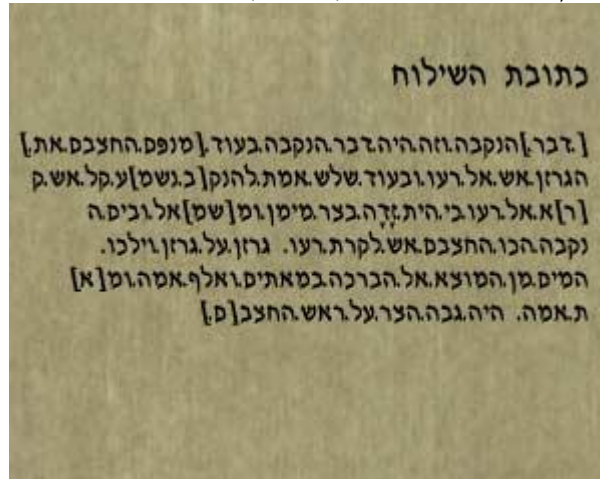 כתובת השילוח
[.דבר.]הנקבה.וזה.היה.דבר.הנקבה.בעוד.[מנפם.החצבם.את.]
הגרזן.אש.אל.רעו.ובעוד.שלש.אמת.להנק[ב.נשמ]ע.קל.אש.ק
[ר]א.אל.רעו.כי.הית.זָדָה.בצר.מימן.ומ[שמ]אל.ובים.ה
נקבה.הכו.החצבם.אש.לקרת.רעו. גרזן.על.גרזן.וילכו.
המים.מן.המוצא.אל.הברכה.במאתים.ואלף.אמה.ומ[א]
ת.אמה. היה.גבה.הצר.על.ראש.החצב[ם.]